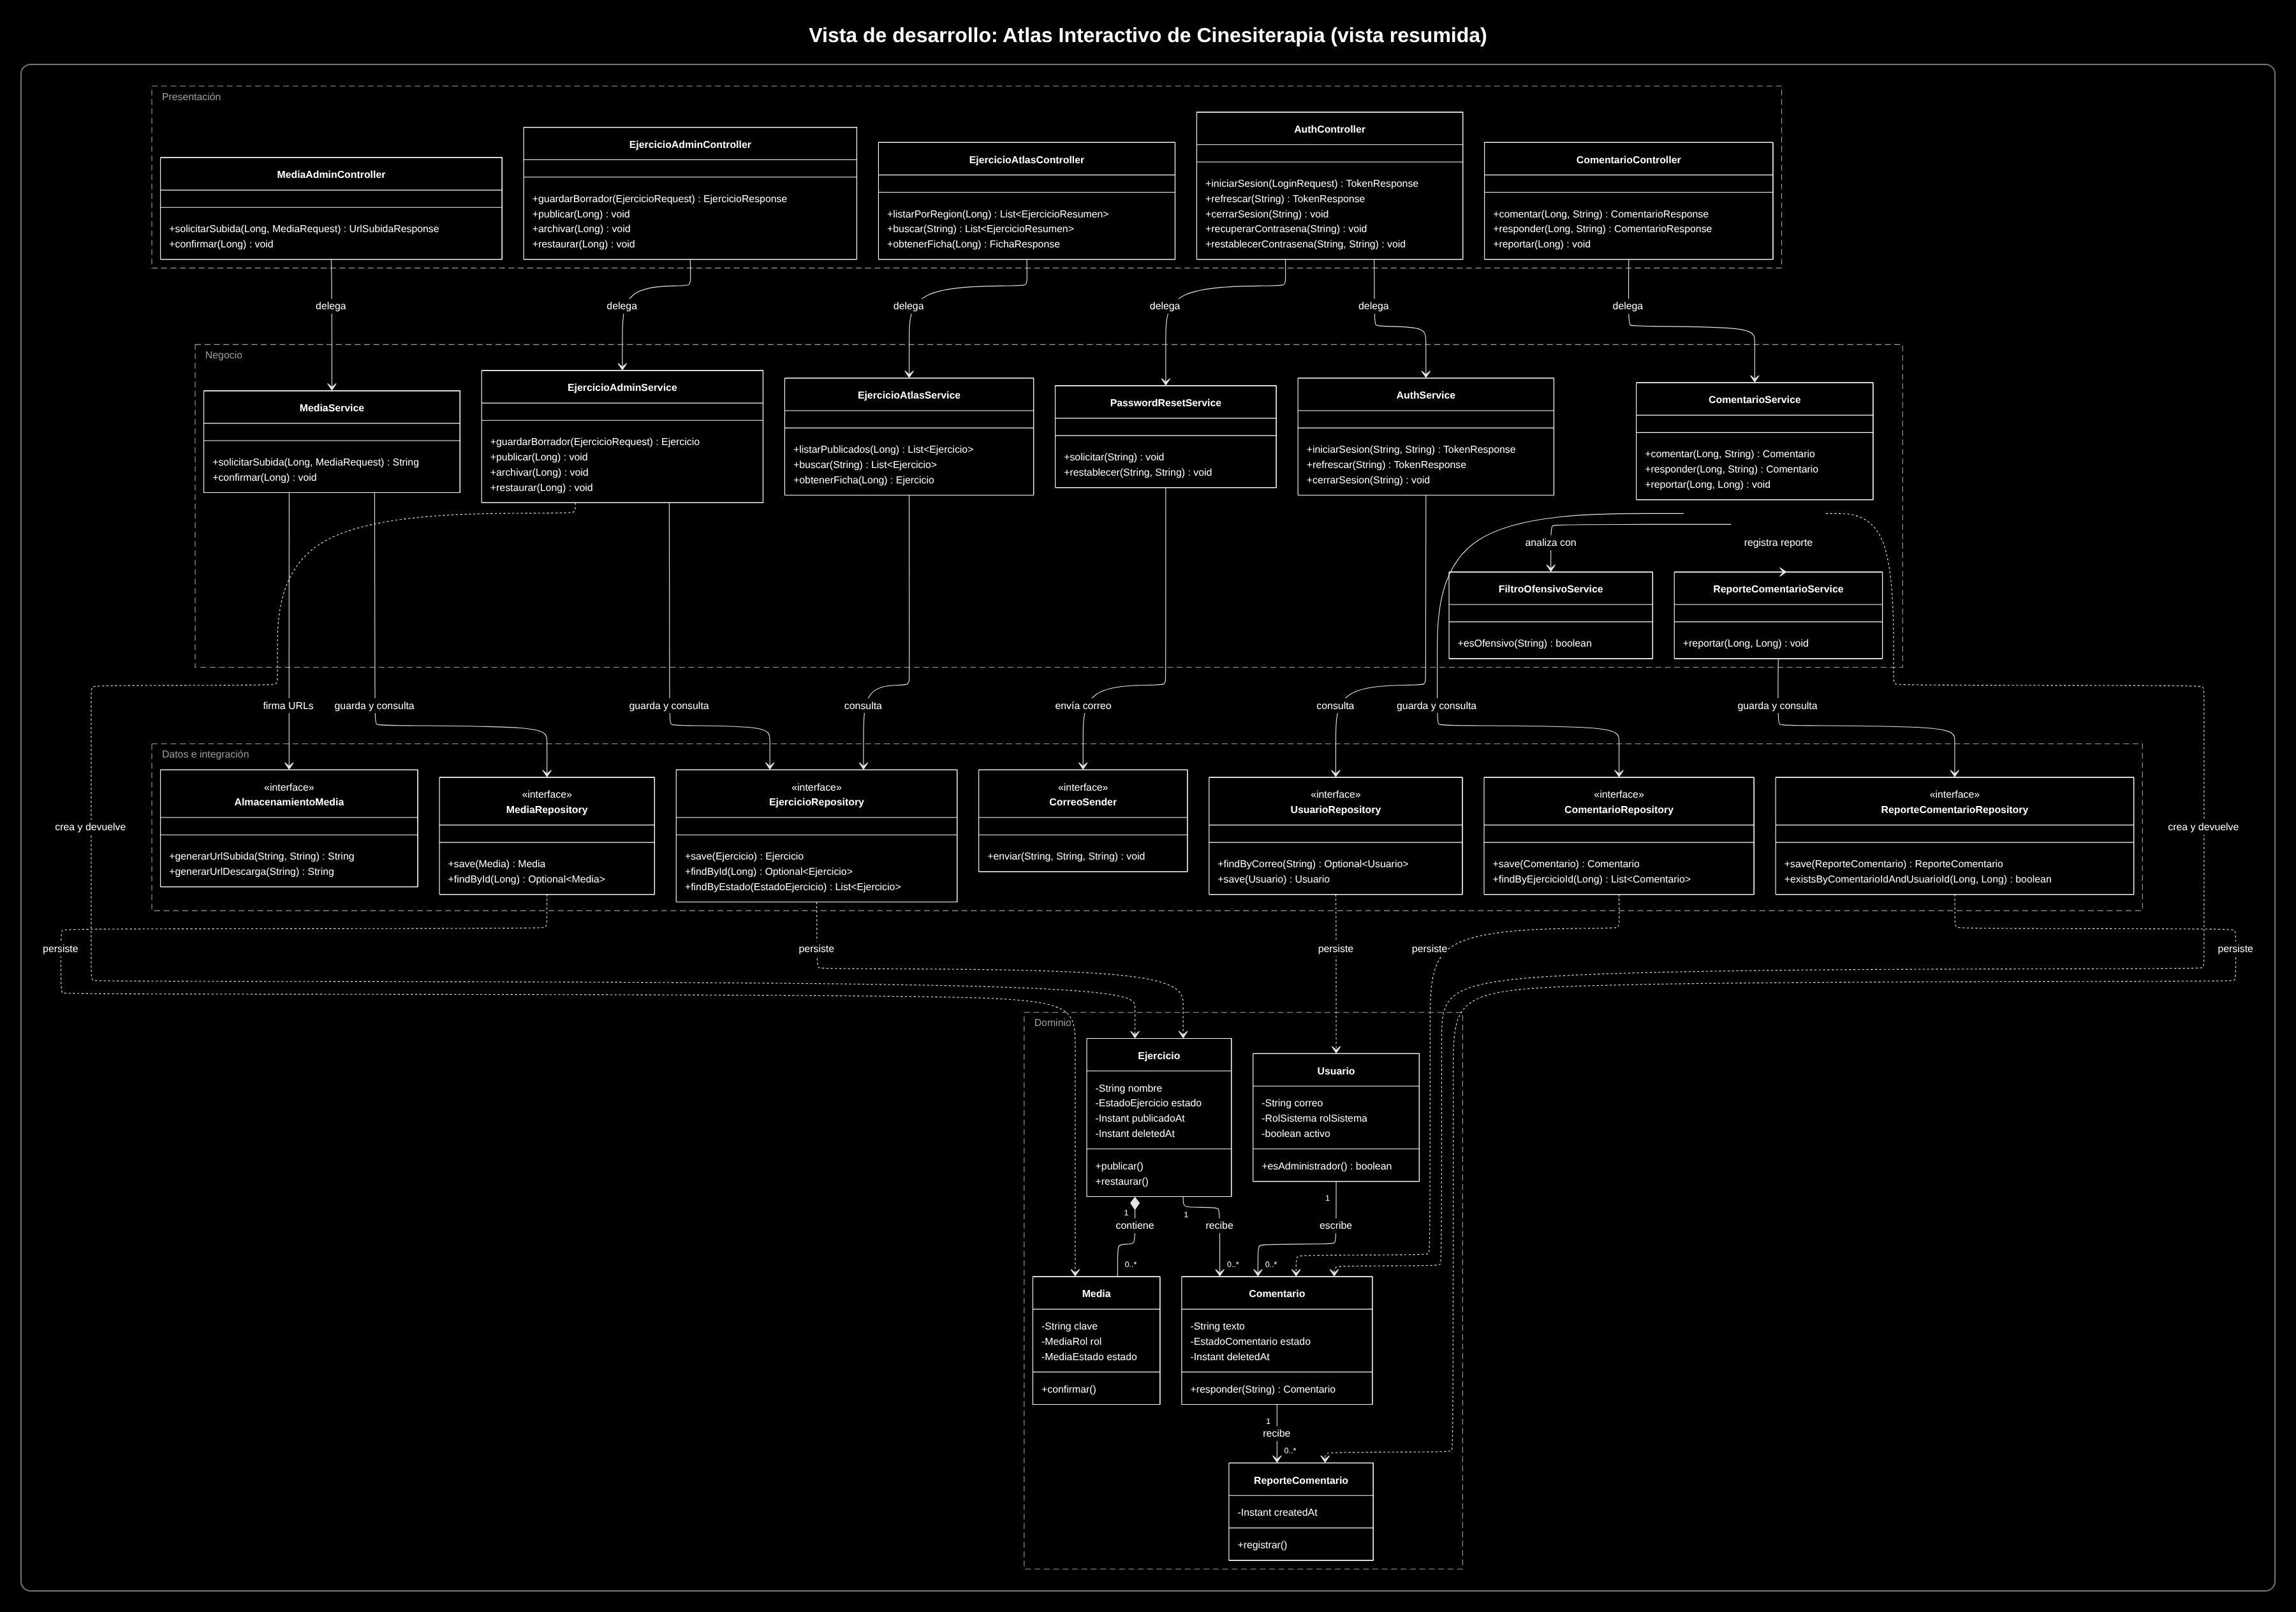 Vista de desarrollo: Atlas Interactivo de Cinesiterapia (vista resumida)
Presentación
MediaAdminController
+solicitarSubida(Long, MediaRequest) : UrlSubidaResponse
+confirmar(Long) : void
EjercicioAdminController
+guardarBorrador(EjercicioRequest) : EjercicioResponse
+publicar(Long) : void
+archivar(Long) : void
+restaurar(Long) : void
EjercicioAtlasController
+listarPorRegion(Long) : List<EjercicioResumen>
+buscar(String) : List<EjercicioResumen>
+obtenerFicha(Long) : FichaResponse
AuthController
+iniciarSesion(LoginRequest) : TokenResponse
+refrescar(String) : TokenResponse
+cerrarSesion(String) : void
+recuperarContrasena(String) : void
+restablecerContrasena(String, String) : void
ComentarioController
+comentar(Long, String) : ComentarioResponse
+responder(Long, String) : ComentarioResponse
+reportar(Long) : void
delega
delega
delega
delega
delega
delega
Negocio
MediaService
+solicitarSubida(Long, MediaRequest) : String
+confirmar(Long) : void
EjercicioAdminService
+guardarBorrador(EjercicioRequest) : Ejercicio
+publicar(Long) : void
+archivar(Long) : void
+restaurar(Long) : void
EjercicioAtlasService
+listarPublicados(Long) : List<Ejercicio>
+buscar(String) : List<Ejercicio>
+obtenerFicha(Long) : Ejercicio
PasswordResetService
+solicitar(String) : void
+restablecer(String, String) : void
AuthService
+iniciarSesion(String, String) : TokenResponse
+refrescar(String) : TokenResponse
+cerrarSesion(String) : void
ComentarioService
+comentar(Long, String) : Comentario
+responder(Long, String) : Comentario
+reportar(Long, Long) : void
analiza con
registra reporte
FiltroOfensivoService
+esOfensivo(String) : boolean
ReporteComentarioService
+reportar(Long, Long) : void
firma URLs
guarda y consulta
guarda y consulta
consulta
envía correo
consulta
guarda y consulta
guarda y consulta
Datos e integración
«interface»
AlmacenamientoMedia
+generarUrlSubida(String, String) : String
+generarUrlDescarga(String) : String
«interface»
MediaRepository
+save(Media) : Media
+findById(Long) : Optional<Media>
«interface»
EjercicioRepository
+save(Ejercicio) : Ejercicio
+findById(Long) : Optional<Ejercicio>
+findByEstado(EstadoEjercicio) : List<Ejercicio>
«interface»
CorreoSender
+enviar(String, String, String) : void
«interface»
UsuarioRepository
+findByCorreo(String) : Optional<Usuario>
+save(Usuario) : Usuario
«interface»
ComentarioRepository
+save(Comentario) : Comentario
+findByEjercicioId(Long) : List<Comentario>
«interface»
ReporteComentarioRepository
+save(ReporteComentario) : ReporteComentario
+existsByComentarioIdAndUsuarioId(Long, Long) : boolean
crea y devuelve
crea y devuelve
persiste
persiste
persiste
persiste
persiste
Dominio
Ejercicio
-String nombre
-EstadoEjercicio estado
-Instant publicadoAt
-Instant deletedAt
+publicar()
+restaurar()
Usuario
-String correo
-RolSistema rolSistema
-boolean activo
+esAdministrador() : boolean
1
contiene
0..*
1
recibe
0..*
1
escribe
0..*
Media
-String clave
-MediaRol rol
-MediaEstado estado
+confirmar()
Comentario
-String texto
-EstadoComentario estado
-Instant deletedAt
+responder(String) : Comentario
1
recibe
0..*
ReporteComentario
-Instant createdAt
+registrar()